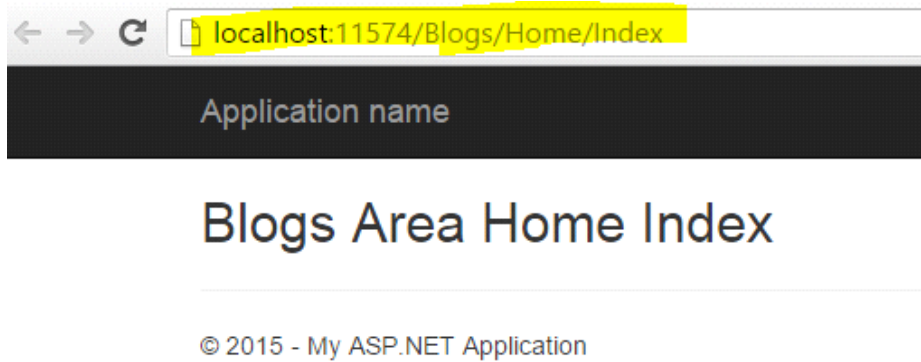 localhost:11574/Blogs/Home/Index
Application name
Blogs Area Home Index
© 2015 - My ASP.NET Application